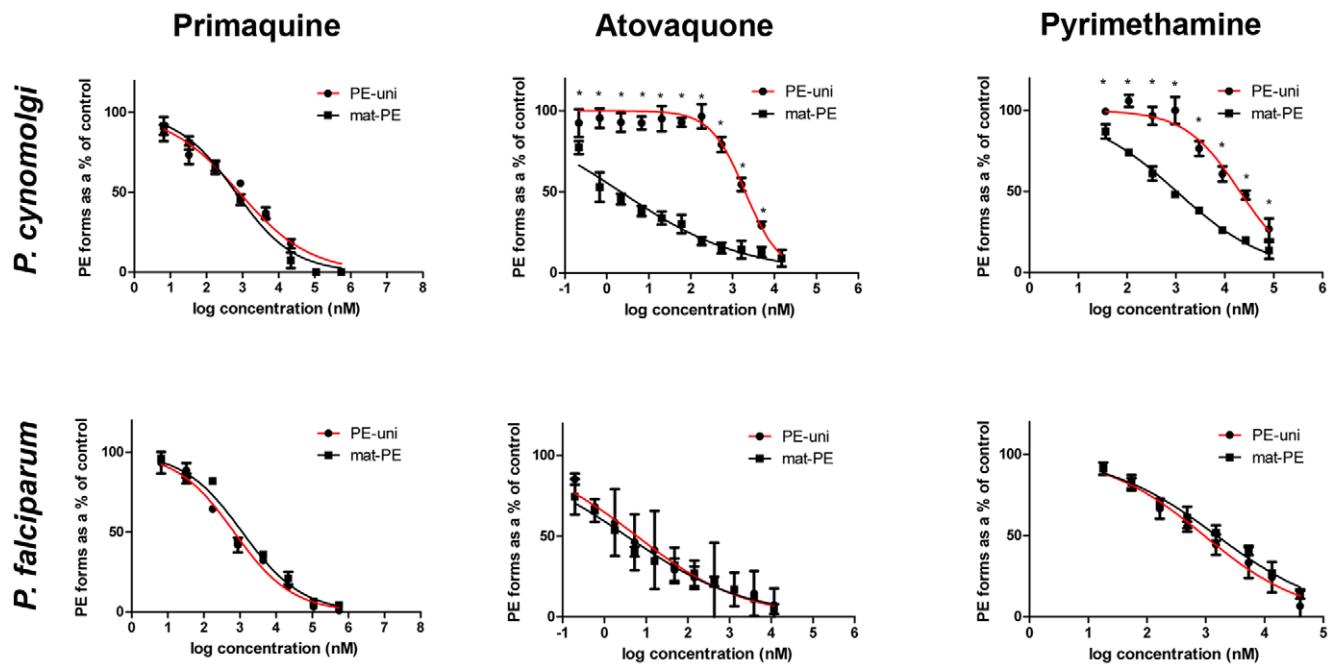 Primaquine
Atovaquone
Pyrimethamine
P. cynomolgi
PE forms as a % of control
100
50
0
PE-uni
mat-PE
0 1 2 3 4 5 6 7 8
log concentration (nM)
PE forms as a % of control
100
50
0
* * * * * * * * * *
PE-uni
mat-PE
-1 0 1 2 3 4 5 6
log concentration (nM)
PE forms as a % of control
100
50
0
* * * * * * * *
PE-uni
mat-PE
0 1 2 3 4 5 6
log concentration (nM)
P. falciparum
PE forms as a % of control
100
50
0
PE-uni
mat-PE
0 1 2 3 4 5 6 7 8
log concentration (nM)
PE forms as a % of control
100
50
0
PE-uni
mat-PE
-1 0 1 2 3 4 5 6
log concentration (nM)
PE forms as a % of control
100
50
0
PE-uni
mat-PE
0 1 2 3 4 5
log concentration (nM)